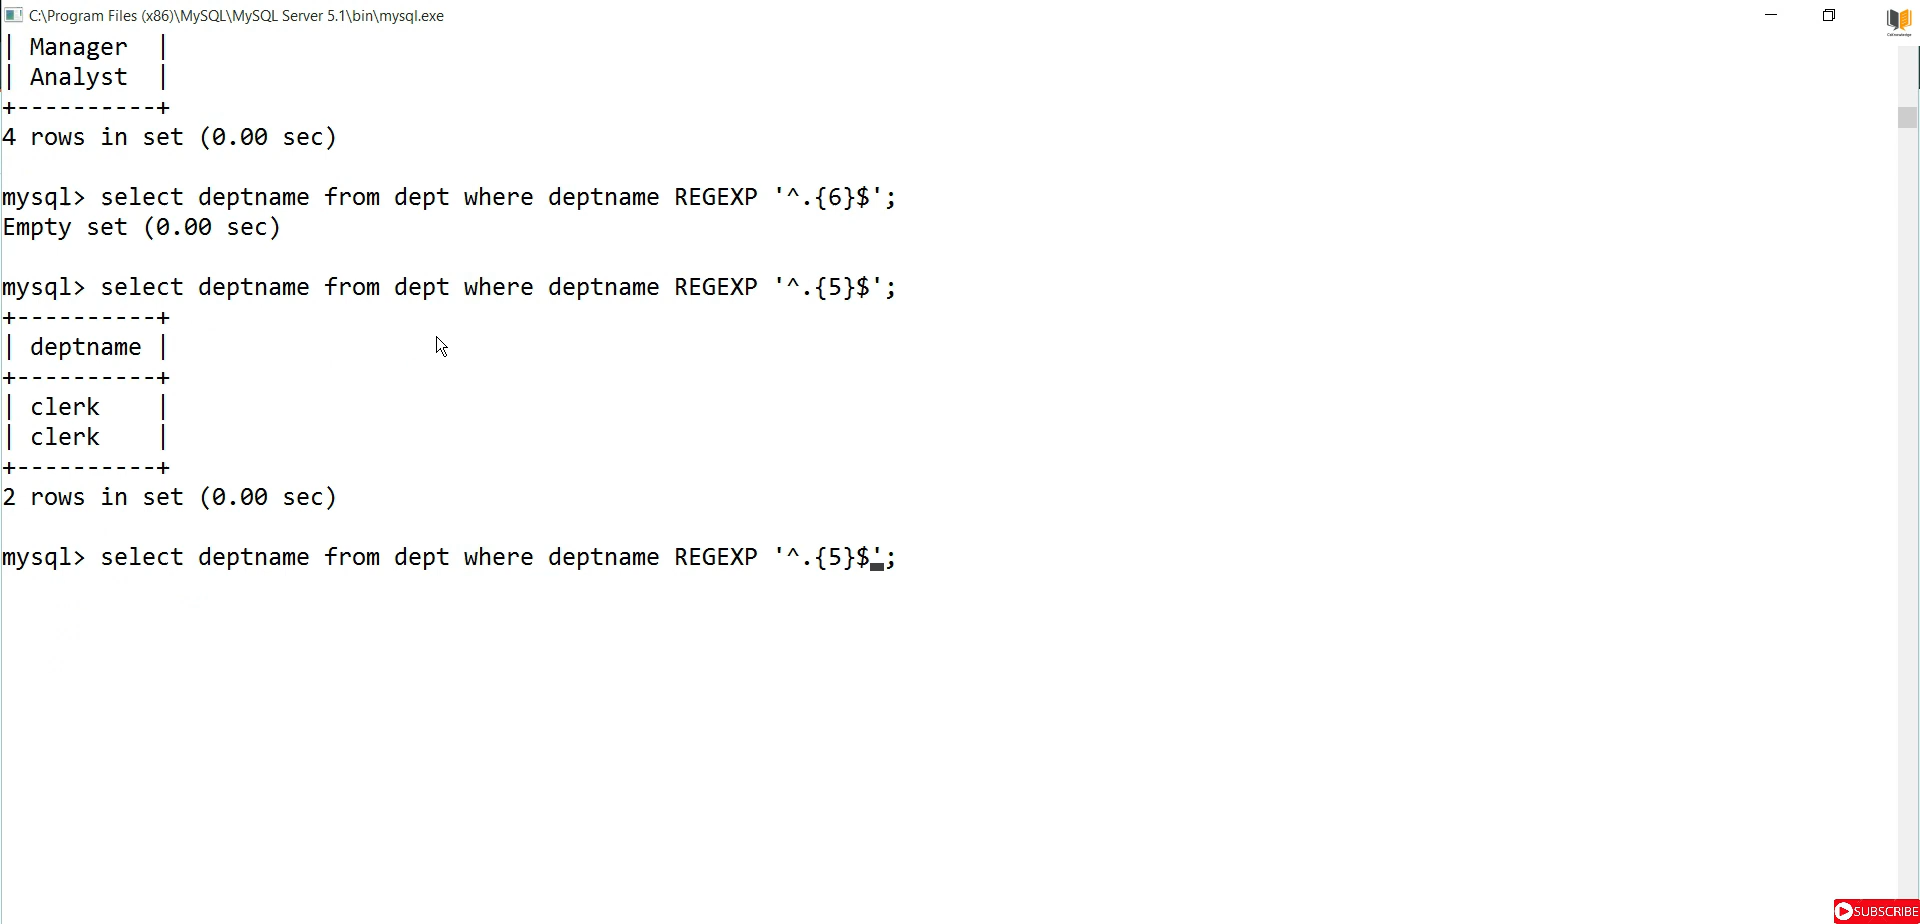 C:\Program Files (x86)\MySQL\MySQL Server 5.1\bin\mysql.exe
| Manager  |
| Analyst  |
+----------+
4 rows in set (0.00 sec)
mysql> select deptname from dept where deptname REGEXP '^.{6}$';
Empty set (0.00 sec)
mysql> select deptname from dept where deptname REGEXP '^.{5}$';
+----------+
| deptname |
+----------+
| clerk    |
| clerk    |
+----------+
2 rows in set (0.00 sec)
mysql> select deptname from dept where deptname REGEXP '^.{5}$';
SUBSCRIBE